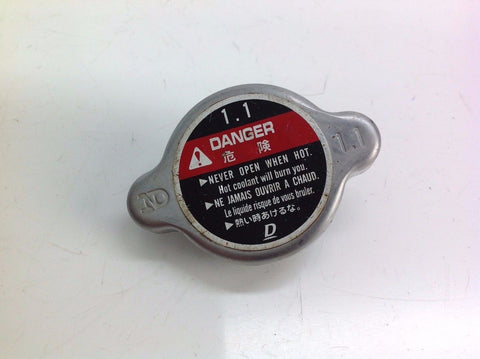 1.1
DANGER
危 険
▶NEVER OPEN WHEN HOT.
Hot coolant will burn you.
▶NE JAMAIS OUVRIR A CHAUD.
Le liquide risque de vous bruler.
▶熱い時あけるな。
D
ND
1.1